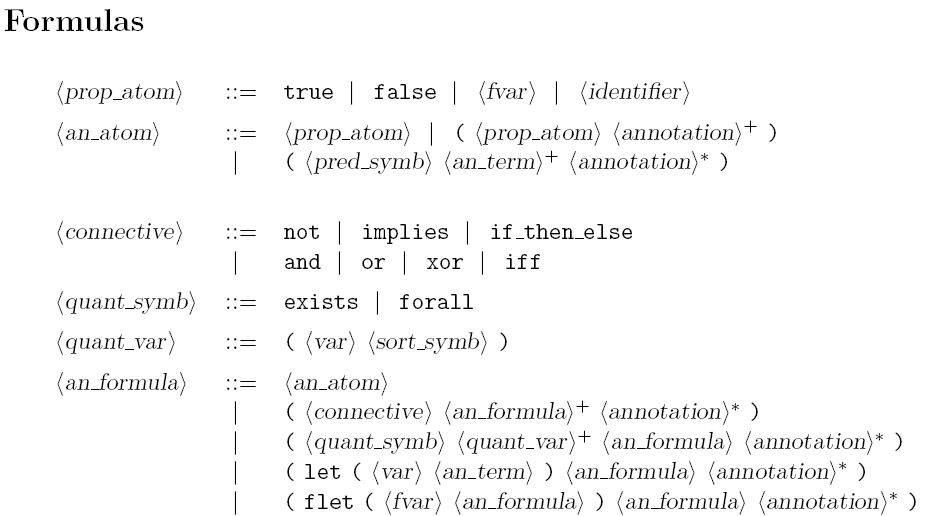 Formulas
⟨prop_atom⟩ ::= true | false | ⟨fvar⟩ | ⟨identifier⟩
⟨an_atom⟩ ::= ⟨prop_atom⟩ | ( ⟨prop_atom⟩ ⟨annotation⟩⁺ )
| ( ⟨pred_symb⟩ ⟨an_term⟩⁺ ⟨annotation⟩* )
⟨connective⟩ ::= not | implies | if_then_else
| and | or | xor | iff
⟨quant_symb⟩ ::= exists | forall
⟨quant_var⟩ ::= ( ⟨var⟩ ⟨sort_symb⟩ )
⟨an_formula⟩ ::= ⟨an_atom⟩
| ( ⟨connective⟩ ⟨an_formula⟩⁺ ⟨annotation⟩* )
| ( ⟨quant_symb⟩ ⟨quant_var⟩⁺ ⟨an_formula⟩ ⟨annotation⟩* )
| ( let ( ⟨var⟩ ⟨an_term⟩ ) ⟨an_formula⟩ ⟨annotation⟩* )
| ( flet ( ⟨fvar⟩ ⟨an_formula⟩ ) ⟨an_formula⟩ ⟨annotation⟩* )